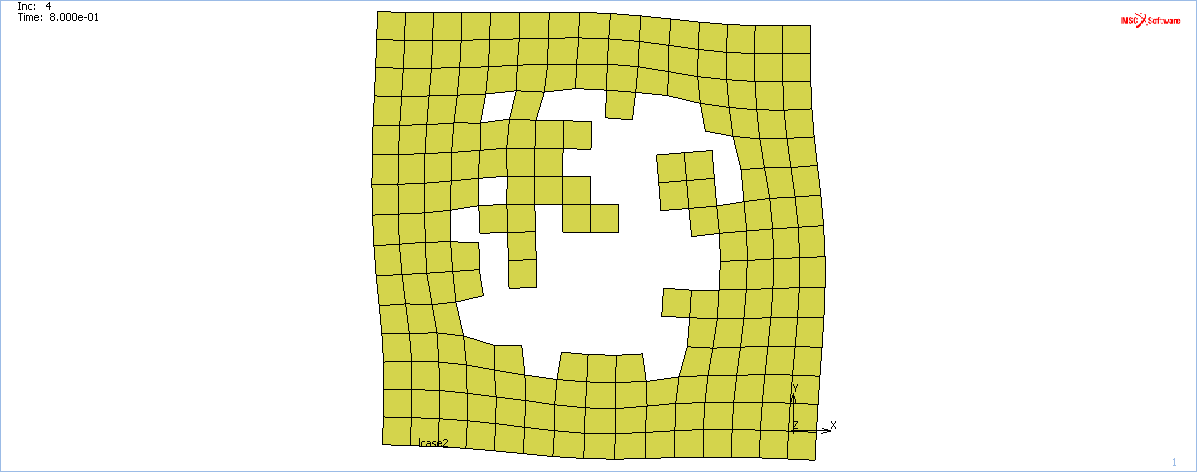 Inc: 4
Time: 8.000e-01
MSC Software
Y
Z X
lcase2
1